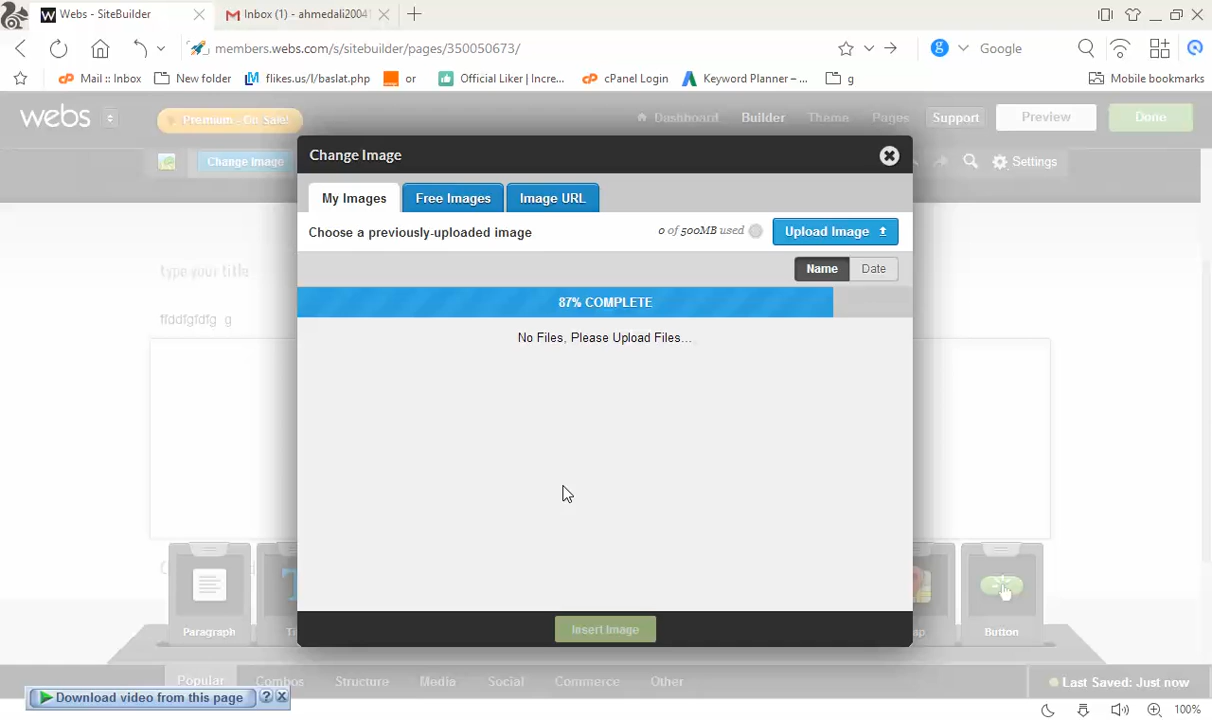 Webs - SiteBuilder
Inbox (1) - ahmedali20041
members.webs.com/s/sitebuilder/pages/350050673/
Google
Mail :: Inbox
New folder
flikes.us/l/baslat.php
or
Official Liker | Incre...
cPanel Login
Keyword Planner – ...
g
Mobile bookmarks
webs
Premium - On Sale!
Dashboard
Builder
Theme
Pages
Support
Preview
Done
Change Image
Settings
Change Image
My Images
Free Images
Image URL
Choose a previously-uploaded image
0 of 500MB used
Upload Image
Name
Date
87% COMPLETE
No Files, Please Upload Files...
type your title
Paragraph
Button
Insert Image
Popular
Combos
Structure
Media
Social
Commerce
Other
Last Saved: Just now
Download video from this page
?
100%